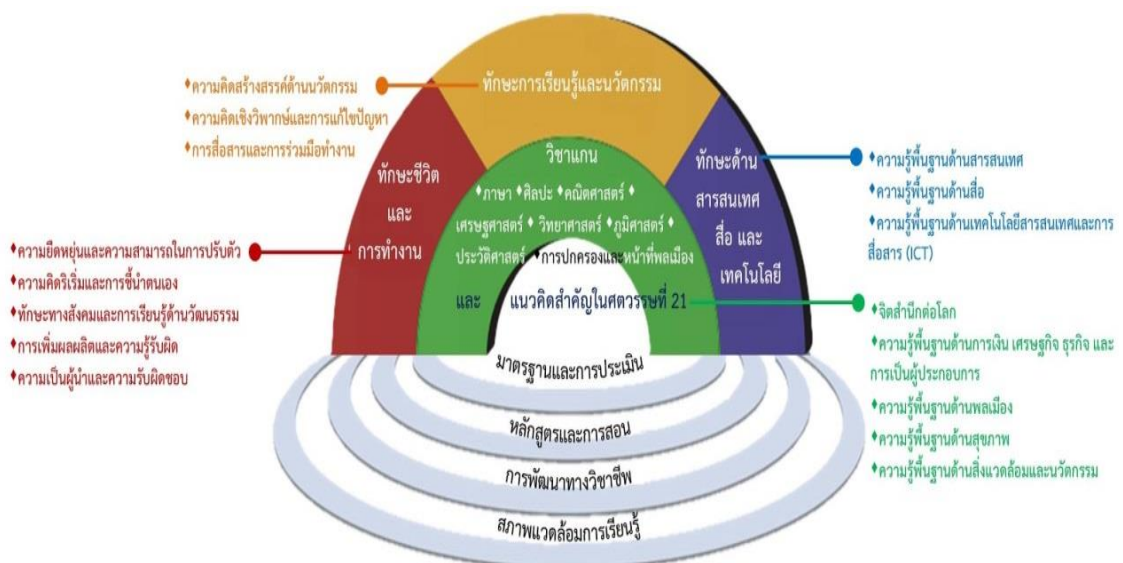 ทักษะการเรียนรู้และนวัตกรรม
♦ความคิดสร้างสรรค์ด้านนวัตกรรม
♦ความคิดเชิงวิพากษ์และการแก้ไขปัญหา
♦การสื่อสารและการร่วมมือทำงาน
ทักษะชีวิต
และ
การทำงาน
♦ความยืดหยุ่นและความสามารถในการปรับตัว
♦ความคิดริเริ่มและการชี้นำตนเอง
♦ทักษะทางสังคมและการเรียนรู้ด้านวัฒนธรรม
♦การเพิ่มผลผลิตและความรู้รับผิด
♦ความเป็นผู้นำและความรับผิดชอบ
วิชาแกน
♦ภาษา ♦ศิลปะ ♦คณิตศาสตร์ ♦
เศรษฐศาสตร์ ♦ วิทยาศาสตร์ ♦ภูมิศาสตร์ ♦
ประวัติศาสตร์ ♦การปกครองและหน้าที่พลเมือง
และ แนวคิดสำคัญในศตวรรษที่ 21
ทักษะด้าน
สารสนเทศ
สื่อ และ
เทคโนโลยี
♦ความรู้พื้นฐานด้านสารสนเทศ
♦ความรู้พื้นฐานด้านสื่อ
♦ความรู้พื้นฐานด้านเทคโนโลยีสารสนเทศและการ
สื่อสาร (ICT)
♦จิตสำนึกต่อโลก
♦ความรู้พื้นฐานด้านการเงิน เศรษฐกิจ ธุรกิจ และ
การเป็นผู้ประกอบการ
♦ความรู้พื้นฐานด้านพลเมือง
♦ความรู้พื้นฐานด้านสุขภาพ
♦ความรู้พื้นฐานด้านสิ่งแวดล้อมและนวัตกรรม
มาตรฐานและการประเมิน
หลักสูตรและการสอน
การพัฒนาทางวิชาชีพ
สภาพแวดล้อมการเรียนรู้